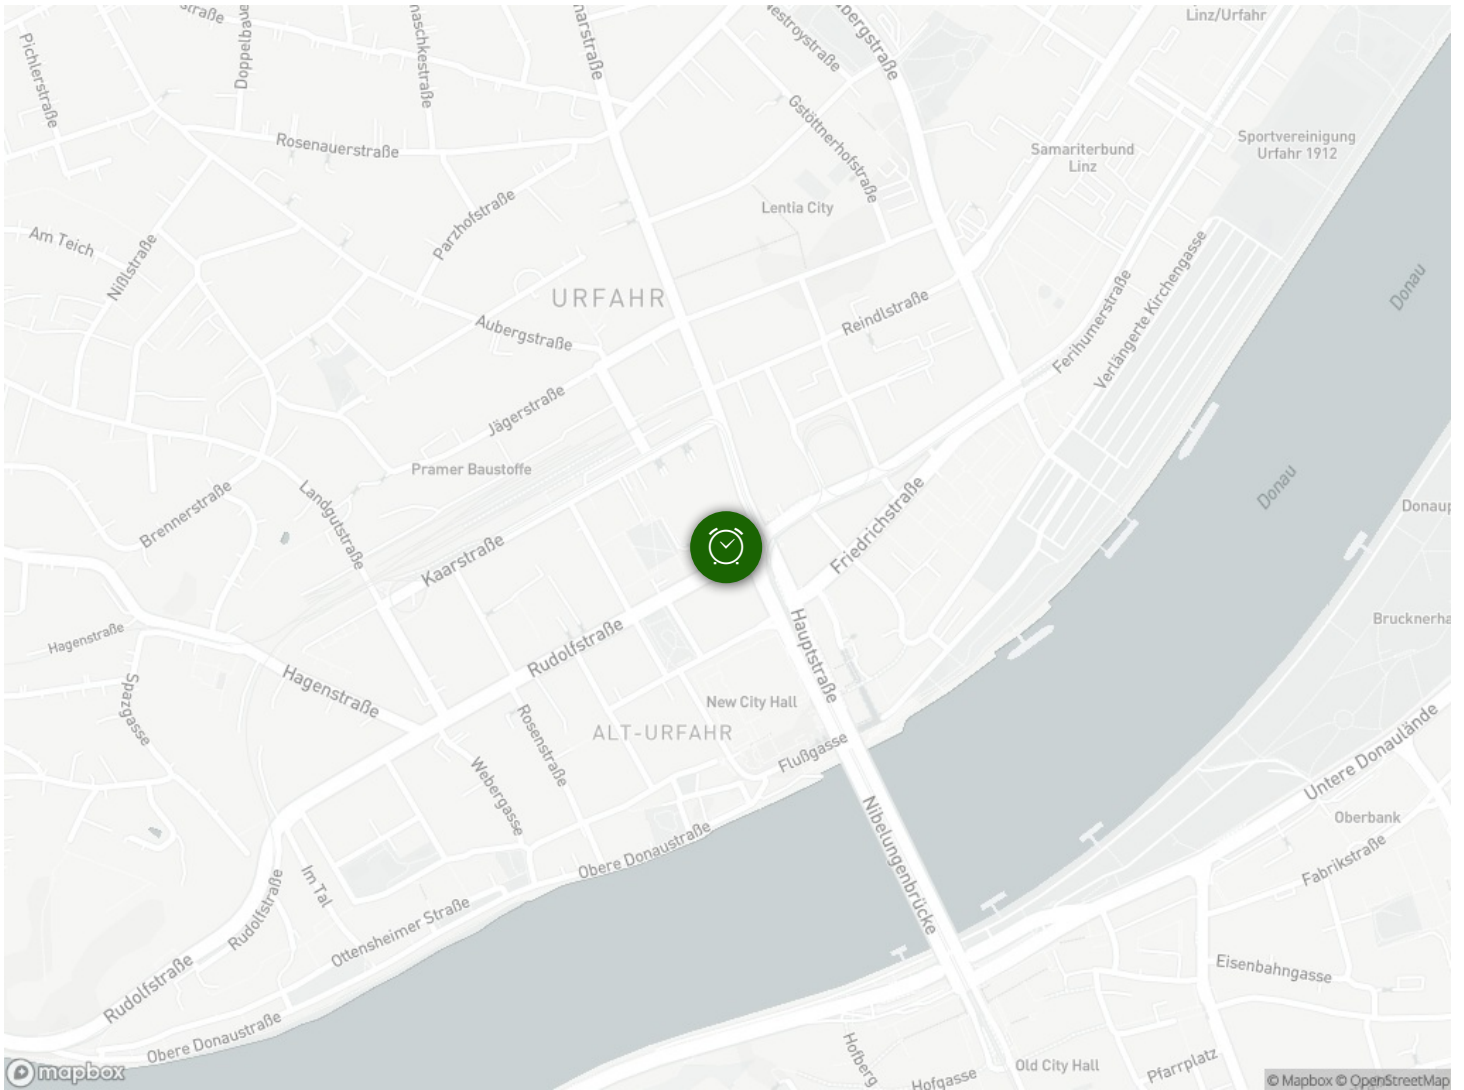 Linz/Urfahr
Pichlerstraße
Rosenauerstraße
Gstöttnerhofstraße
Samariterbund
Linz
Sportvereinigung
Urfahr 1912
Lentia City
Parzhofstraße
Am Teich
Nißlstraße
URFAHR
Aubergstraße
Reindlstraße
Ferihumerstraße
Verlängerte Kirchengasse
Donau
Jägerstraße
Pramer Baustoffe
Brennerstraße
Landgutstraße
Kaarstraße
Friedrichstraße
Donau
Hagenstraße
Hagenstraße
Spazgasse
Rudolfstraße
Hauptstraße
New City Hall
ALT-URFAHR
Rosenstraße
Webergasse
Flußgasse
Untere Donaulände
Nibelungenbrücke
Oberbank
Fabrikstraße
Obere Donaustraße
Im Tal
Rudolfstraße
Ottensheimer Straße
Rudolfstraße
Eisenbahngasse
Obere Donaustraße
Hofberg
Hofgasse
Old City Hall
Pfarrplatz
mapbox
© Mapbox © OpenStreetMap